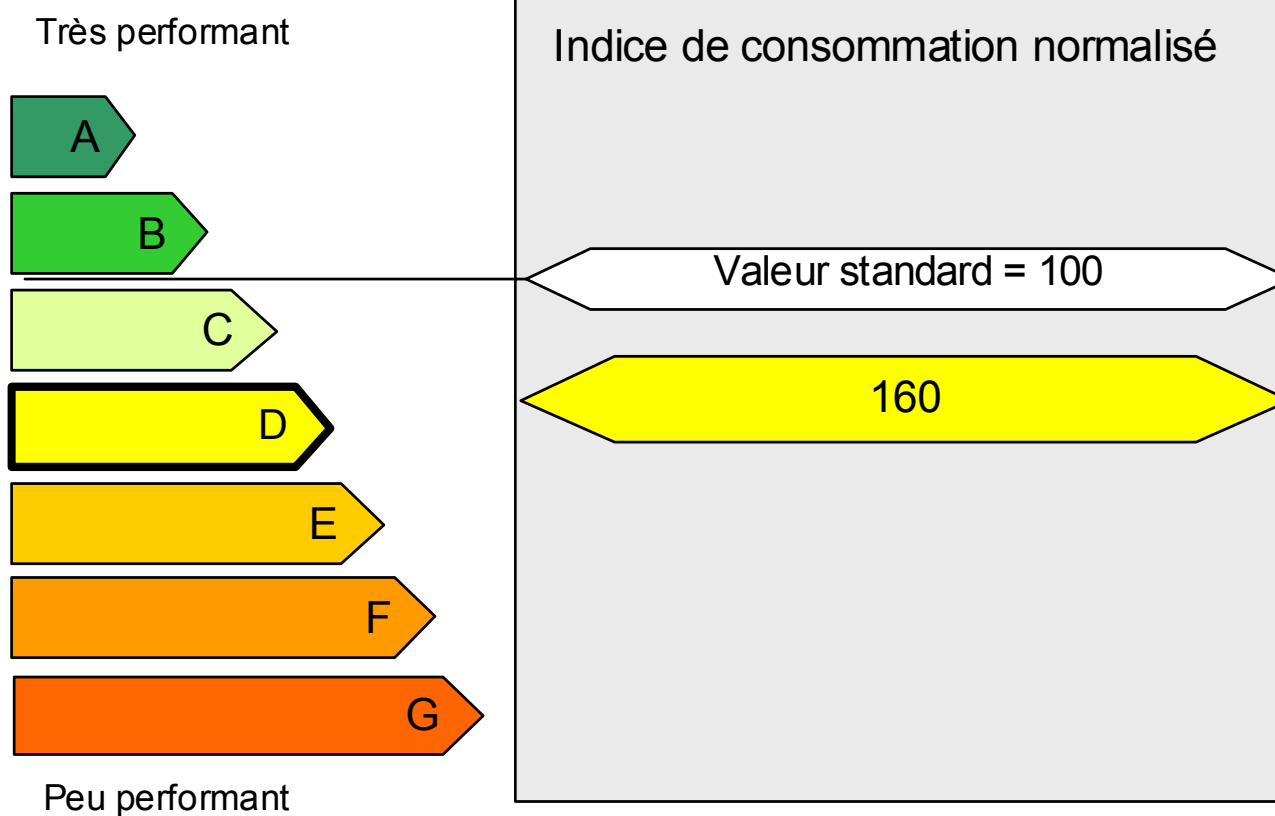 Très performant
Indice de consommation normalisé
A
B
Valeur standard = 100
C
160
D
E
F
G
Peu performant